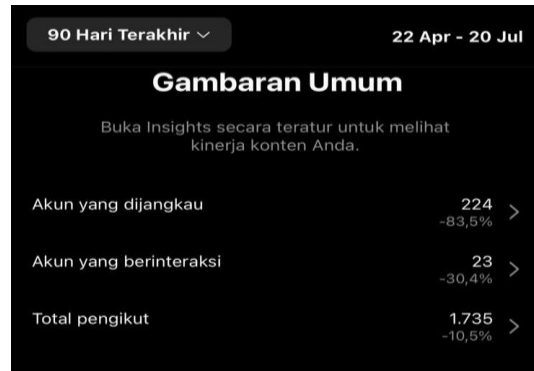 90 Hari Terakhir
22 Apr - 20 Jul
Gambaran Umum
Buka Insights secara teratur untuk melihat
kinerja konten Anda.
Akun yang dijangkau
224
-83,5%
Akun yang berinteraksi
23
-30,4%
Total pengikut
1.735
-10,5%